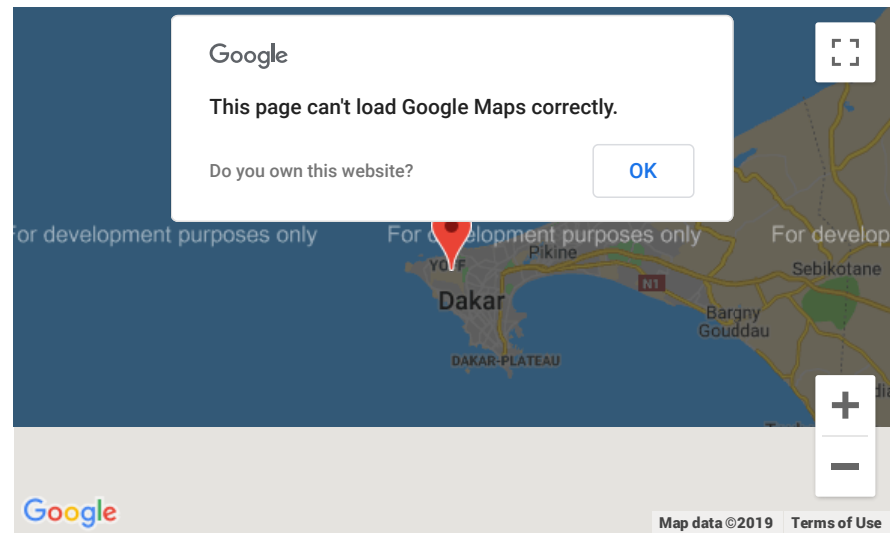 Google
This page can't load Google Maps correctly.
Do you own this website?
OK
For development purposes only
For development purposes only
For develop
YOFF
Pikine
Sebikotane
N1
Dakar
Bargny
Gouddau
DAKAR-PLATEAU
Google
Map data ©2019
Terms of Use